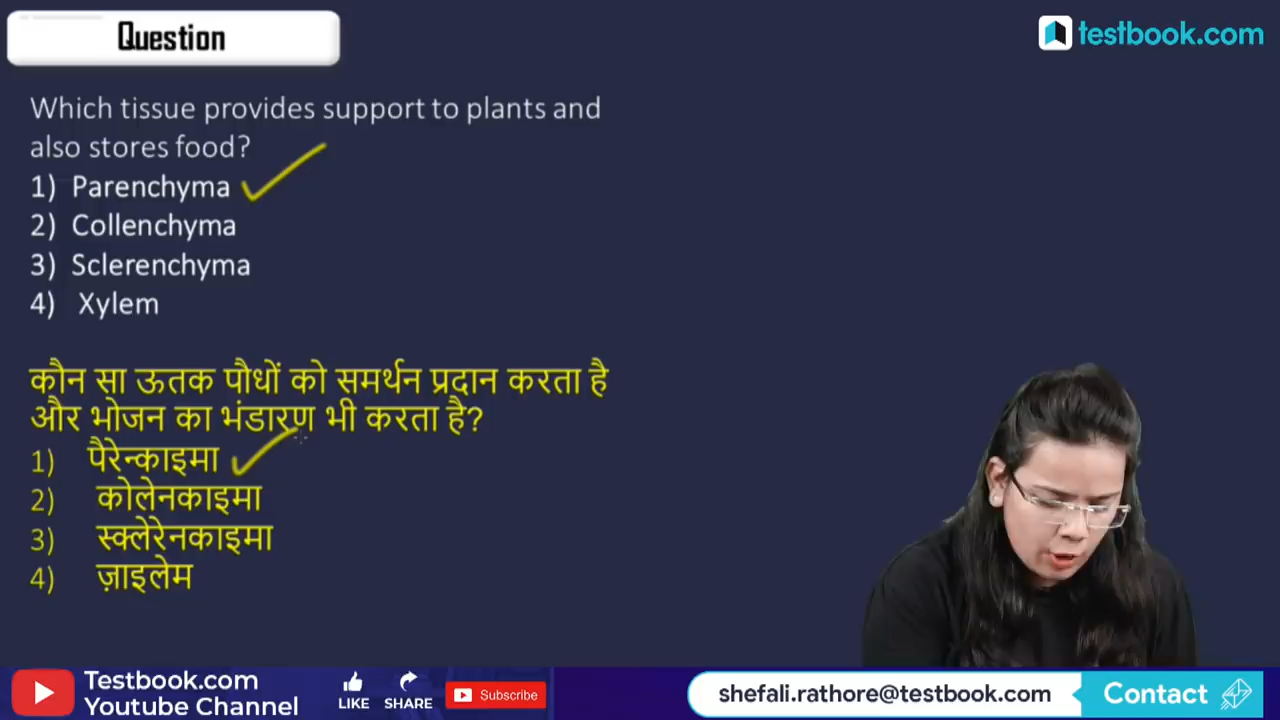 Question
testbook.com
Which tissue provides support to plants and
also stores food?
1) Parenchyma
2) Collenchyma
3) Sclerenchyma
4) Xylem
कौन सा ऊतक पौधों को समर्थन प्रदान करता है
और भोजन का भंडारण भी करता है?
1) पैरेन्काइमा
2) कोलेनकाइमा
3) स्क्लेरेनकाइमा
4) ज़ाइलेम
Testbook.com
Youtube Channel
LIKE
SHARE
Subscribe
shefali.rathore@testbook.com
Contact